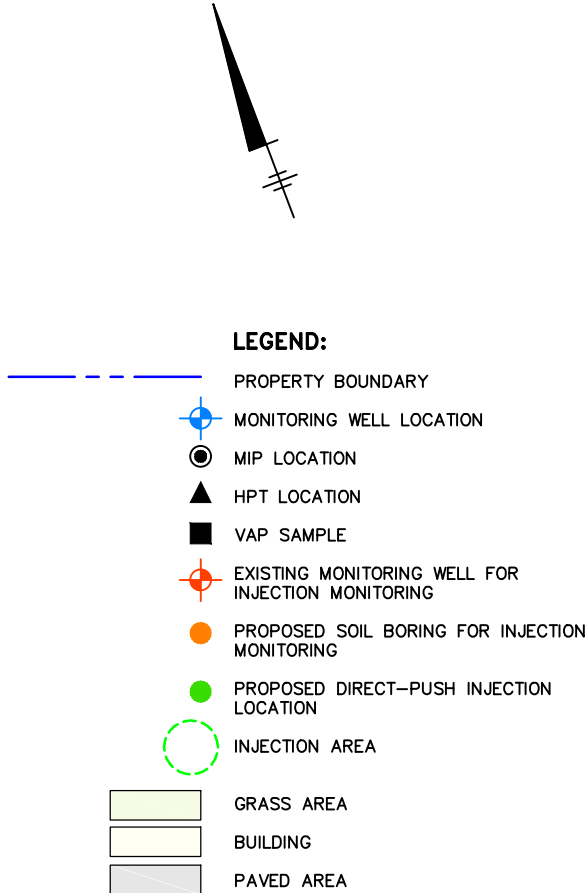 LEGEND:
PROPERTY BOUNDARY
MONITORING WELL LOCATION
MIP LOCATION
HPT LOCATION
VAP SAMPLE
EXISTING MONITORING WELL FOR
INJECTION MONITORING
PROPOSED SOIL BORING FOR INJECTION
MONITORING
PROPOSED DIRECT-PUSH INJECTION
LOCATION
INJECTION AREA
GRASS AREA
BUILDING
PAVED AREA